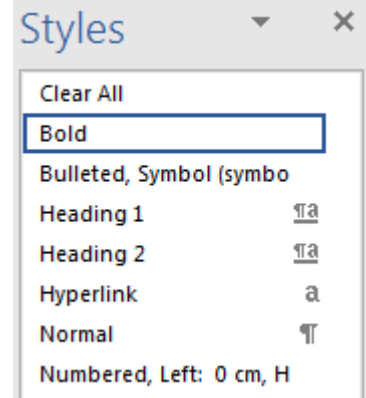 Styles
Clear All
Bold
Bulleted, Symbol (symbo
Heading 1 ¶a
Heading 2 ¶a
Hyperlink a
Normal ¶
Numbered, Left: 0 cm, H